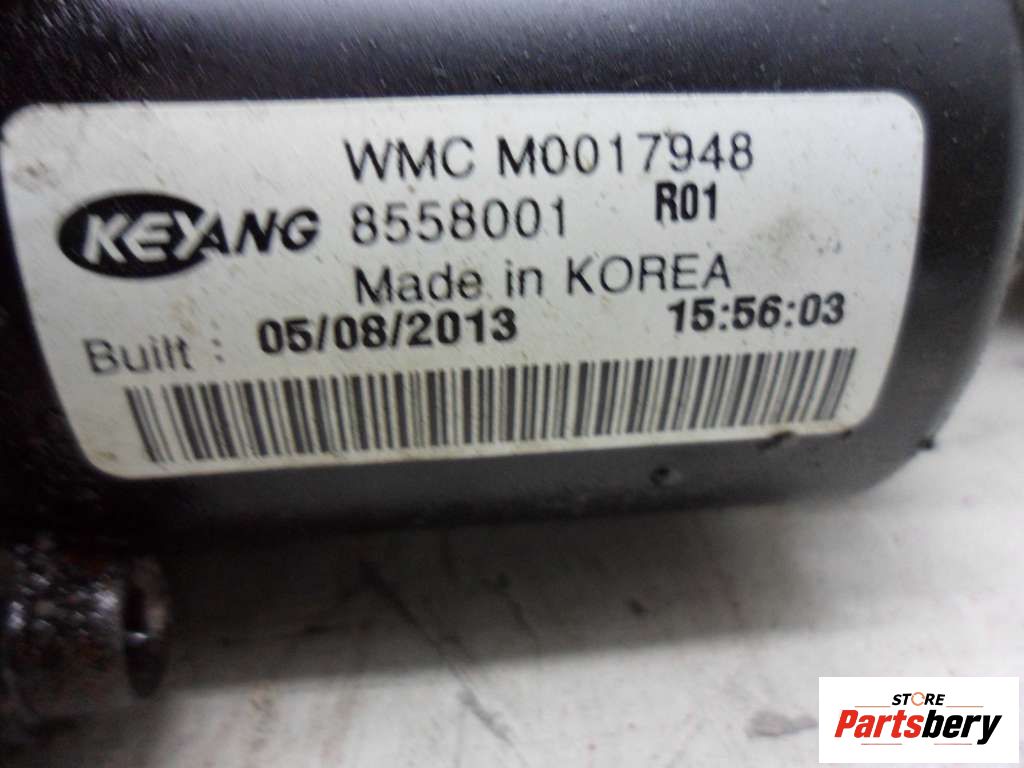 WMC M0017948
KEYANG 8558001 R01
Made in KOREA
Built : 05/08/2013 15:56:03
STORE
Partsbery